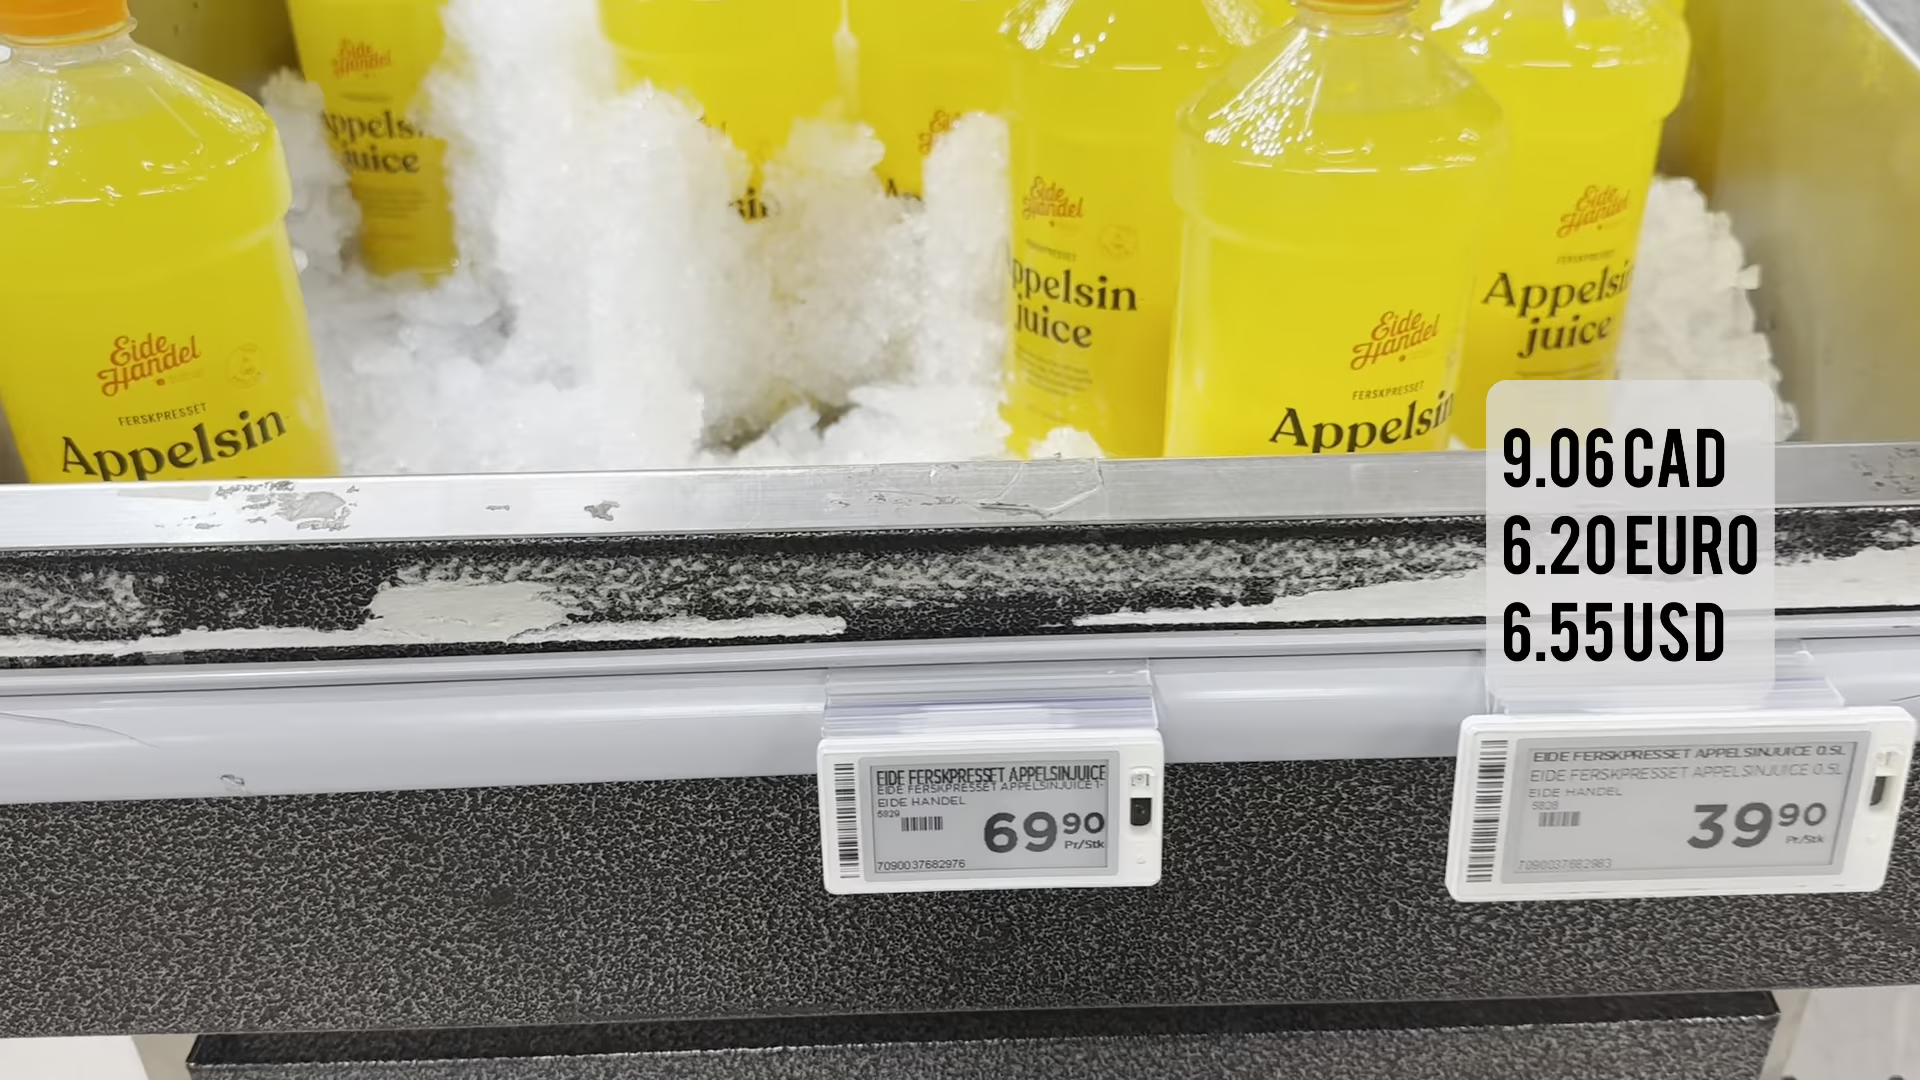 Eide
Handel
FERSKPRESSET
Appelsin
Eide
Handel
juice
Eide
Handel
Appelsin
juice
Eide
Handel
FERSKPRESSET
Appelsin
Eide
Handel
FERSKPRESSET
Appelsin
juice
9.06 CAD
6.20 EURO
6.55 USD
EIDE FERSKPRESSET APPELSINJUICE
EIDE FERSKPRESSET APPELSINJUICE 1-
EIDE HANDEL
5829
69 90
Pr/Stk
7090037682976
EIDE FERSKPRESSET APPELSINJUICE 0.5L
EIDE FERSKPRESSET APPELSINJUICE 0.5L
EIDE HANDEL
5828
39 90
Pr/Stk
7090037682983